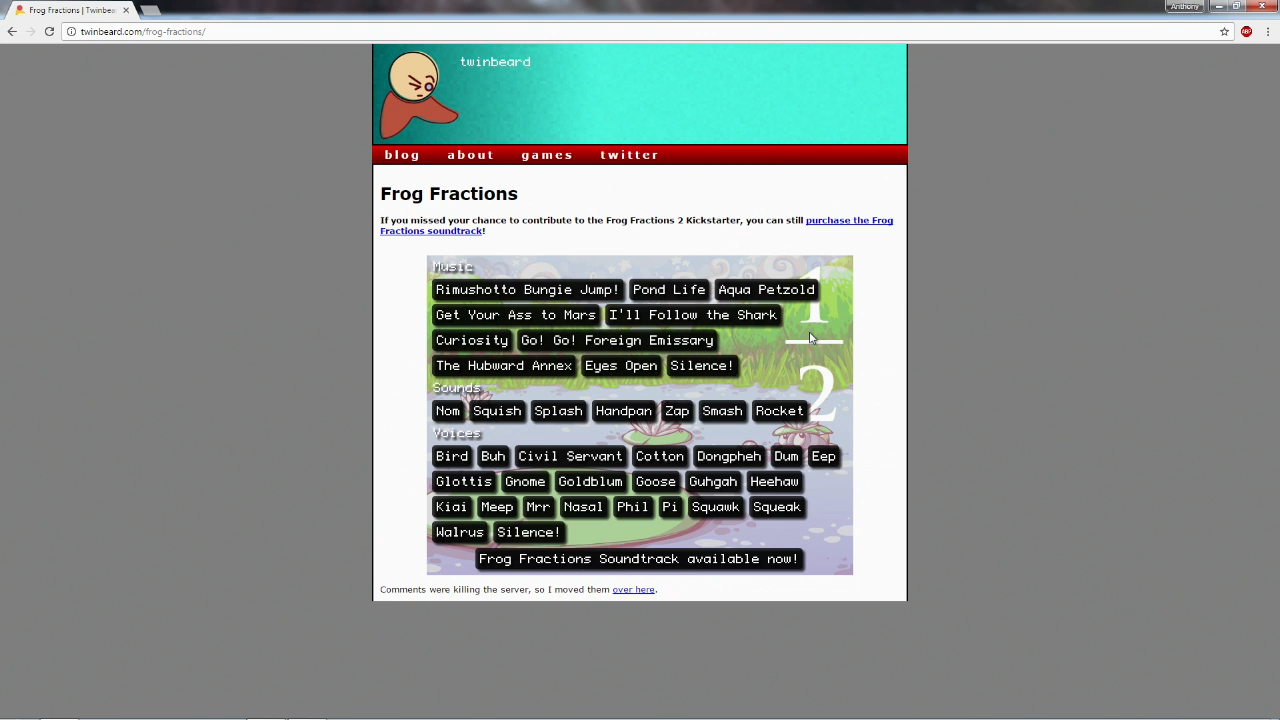 Frog Fractions | Twinbe
Anthony
twinbeard.com/frog-fractions/
ABP
twinbeard
blog about games twitter
Frog Fractions
If you missed your chance to contribute to the Frog Fractions 2 Kickstarter, you can still purchase the Frog
Fractions soundtrack!
Music
Rimushotto Bungie Jump! Pond Life Aqua Petzold
1
Get Your Ass to Mars I'll Follow the Shark
Curiosity Go! Go! Foreign Emissary
The Hubward Annex Eyes Open Silence!
2
Sounds
Nom Squish Splash Handpan Zap Smash Rocket
Voices
Bird Buh Civil Servant Cotton Dongpheh Dum Eep
Glottis Gnome Goldblum Goose Guhgah Heehaw
Kiai Meep Mrr Nasal Phil Pi Squawk Squeak
Walrus Silence!
Frog Fractions Soundtrack available now!
Comments were killing the server, so I moved them over here.